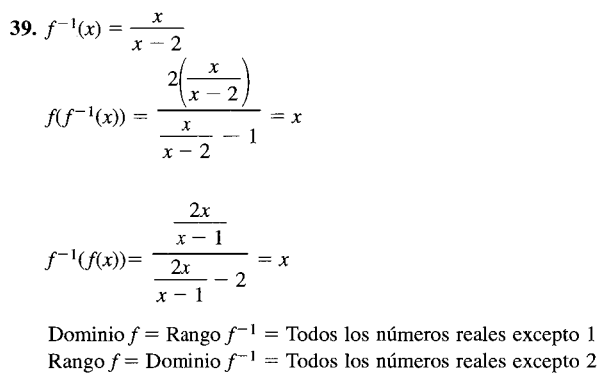 39. f⁻¹(x) = x / (x − 2)
f(f⁻¹(x)) = 2(x / (x − 2)) / (x / (x − 2) − 1) = x
f⁻¹(f(x))= (2x / (x − 1)) / (2x / (x − 1) − 2) = x
Dominio f = Rango f⁻¹ = Todos los números reales excepto 1
Rango f = Dominio f⁻¹ = Todos los números reales excepto 2